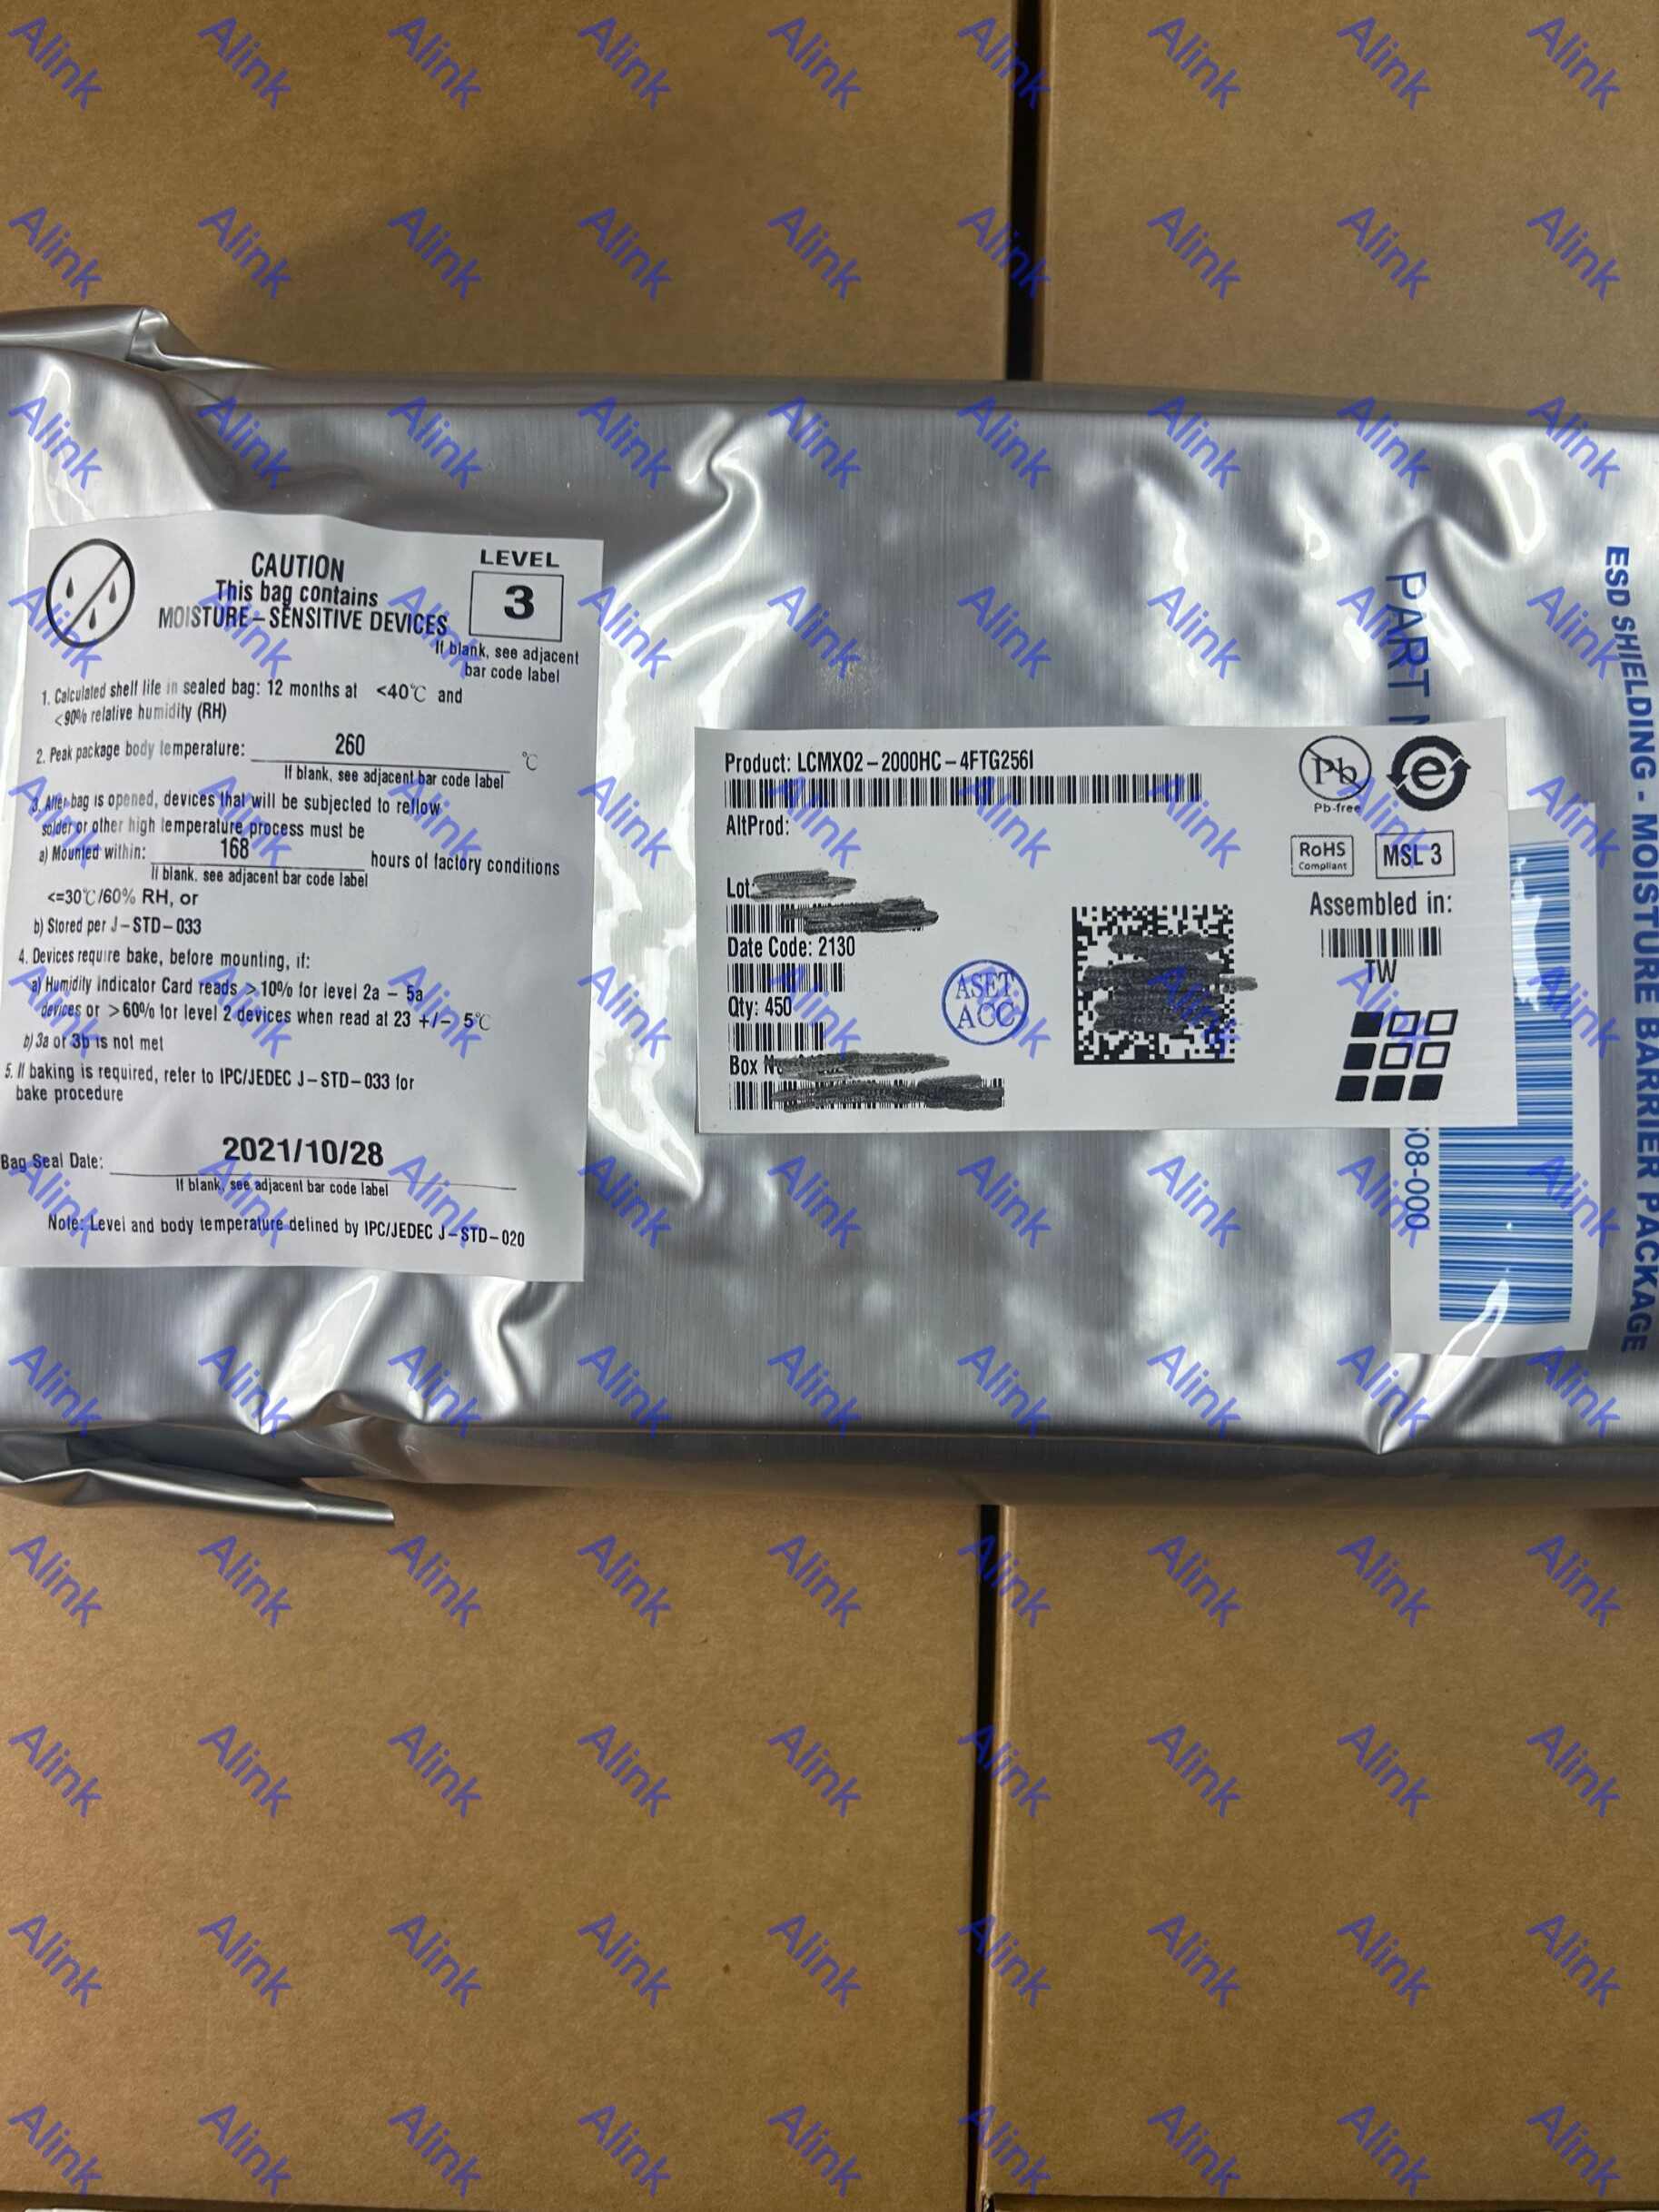 CAUTION
This bag contains
MOISTURE-SENSITIVE DEVICES
LEVEL
3
If blank, see adjacent
bar code label
1. Calculated shelf life in sealed bag: 12 months at <40℃ and
<90% relative humidity (RH)
2. Peak package body temperature: 260 ℃
If blank, see adjacent bar code label
3. After bag is opened, devices that will be subjected to reflow
solder or other high temperature process must be
a) Mounted within: 168 hours of factory conditions
If blank, see adjacent bar code label
<=30℃/60% RH, or
b) Stored per J-STD-033
4. Devices require bake, before mounting, if:
a) Humidity Indicator Card reads >10% for level 2a - 5a
devices or >60% for level 2 devices when read at 23 +/- 5℃
b) 3a or 3b is not met
5. If baking is required, refer to IPC/JEDEC J-STD-033 for
bake procedure
Bag Seal Date: 2021/10/28
If blank, see adjacent bar code label
Note: Level and body temperature defined by IPC/JEDEC J-STD-020
Product: LCMXO2-2000HC-4FTG256I
AltProd:
Lot
Date Code: 2130
Qty: 450
Box
ASET
ACC
Pb
Pb-free
e
RoHS
Compliant
MSL 3
Assembled in:
TW
PART
08-000
ESD SHIELDING - MOISTURE BARRIER PACKAGE
Alink